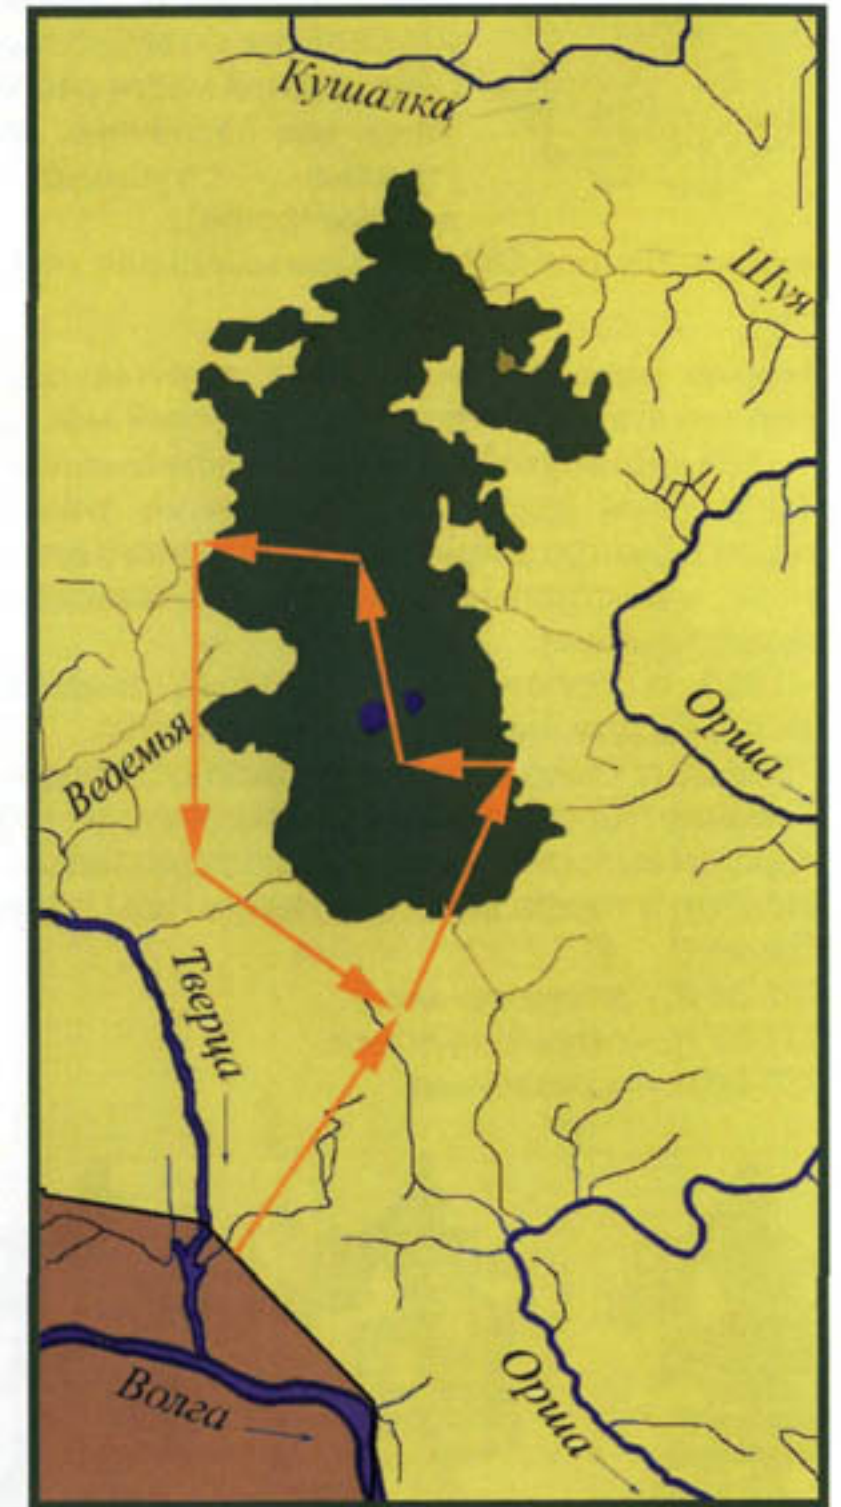 Кушалка
Шуя
Орша
Ведемья
Тверца
Орша
Волга